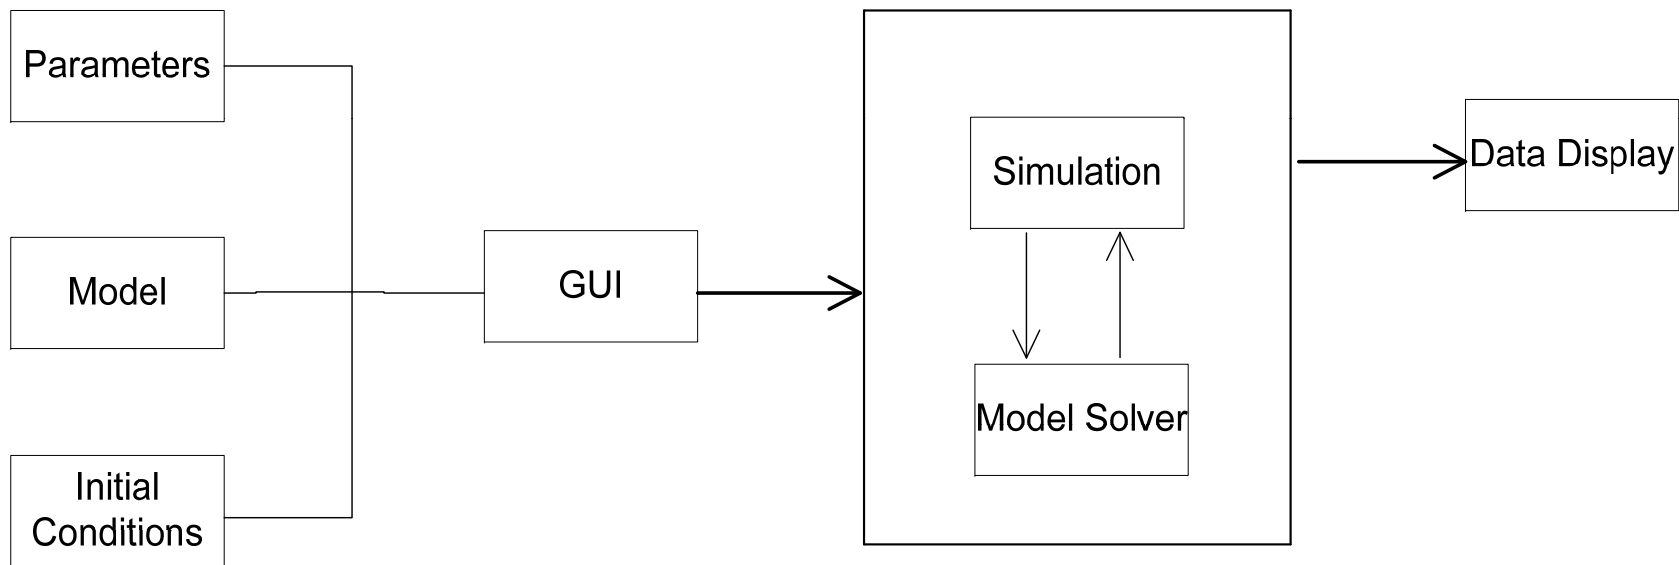 Parameters
Model
Initial
Conditions
GUI
Simulation
Model Solver
Data Display